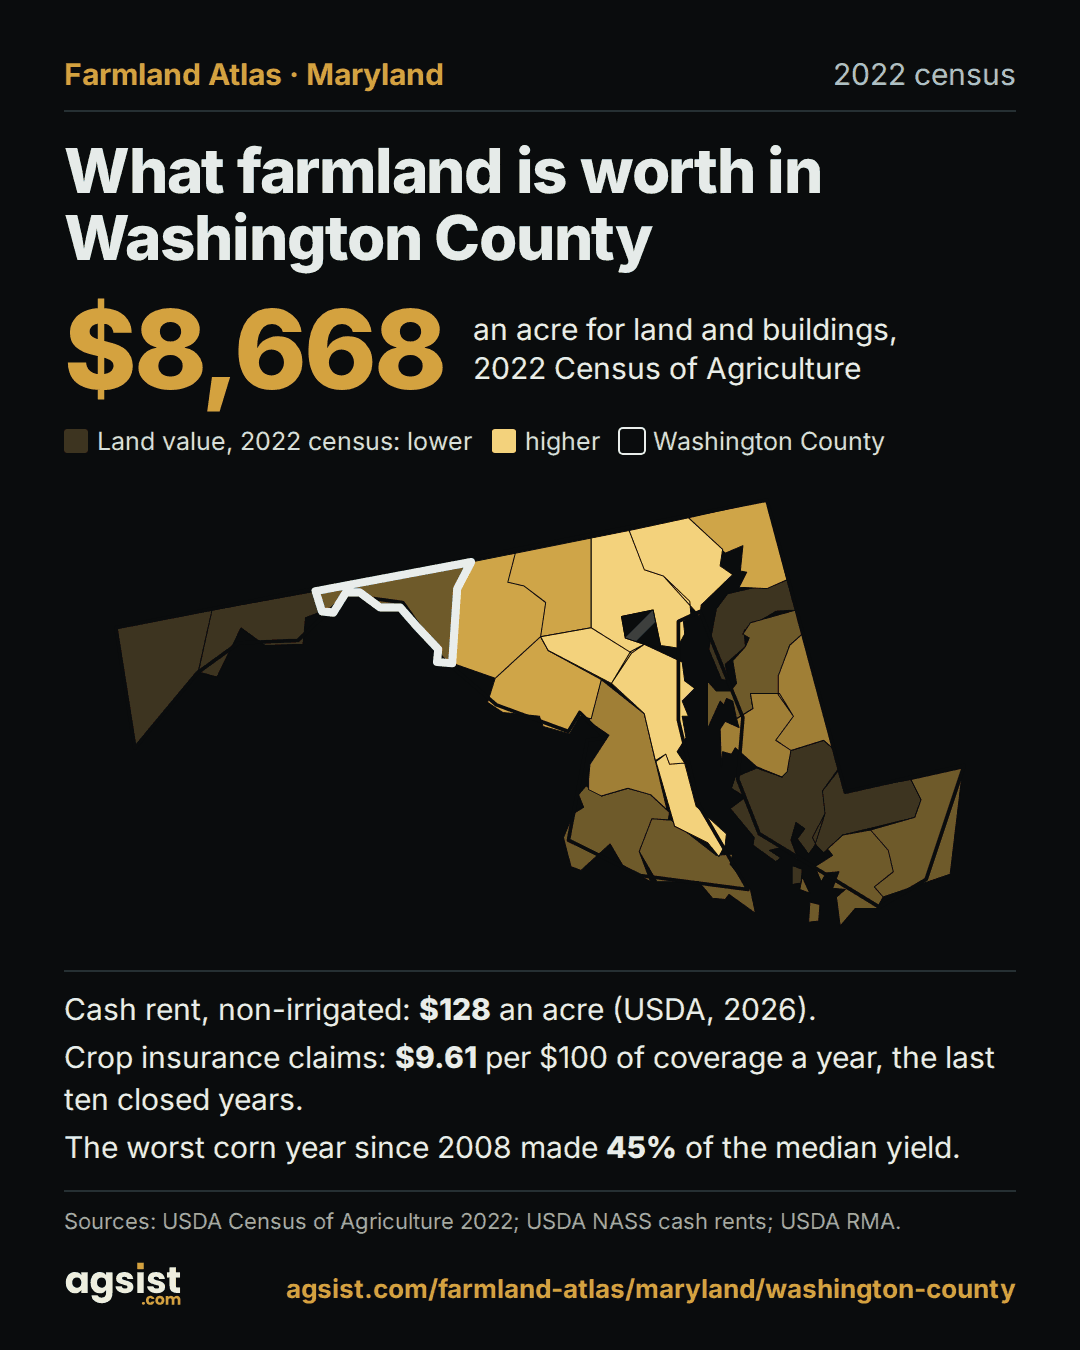 Farmland Atlas · Maryland
2022 census
What farmland is worth in
Washington County
$8,668
an acre for land and buildings,
2022 Census of Agriculture
Land value, 2022 census: lower
higher
Washington County
Cash rent, non-irrigated: $128 an acre (USDA, 2026).
Crop insurance claims: $9.61 per $100 of coverage a year, the last
ten closed years.
The worst corn year since 2008 made 45% of the median yield.
Sources: USDA Census of Agriculture 2022; USDA NASS cash rents; USDA RMA.
agsist
.com
agsist.com/farmland-atlas/maryland/washington-county